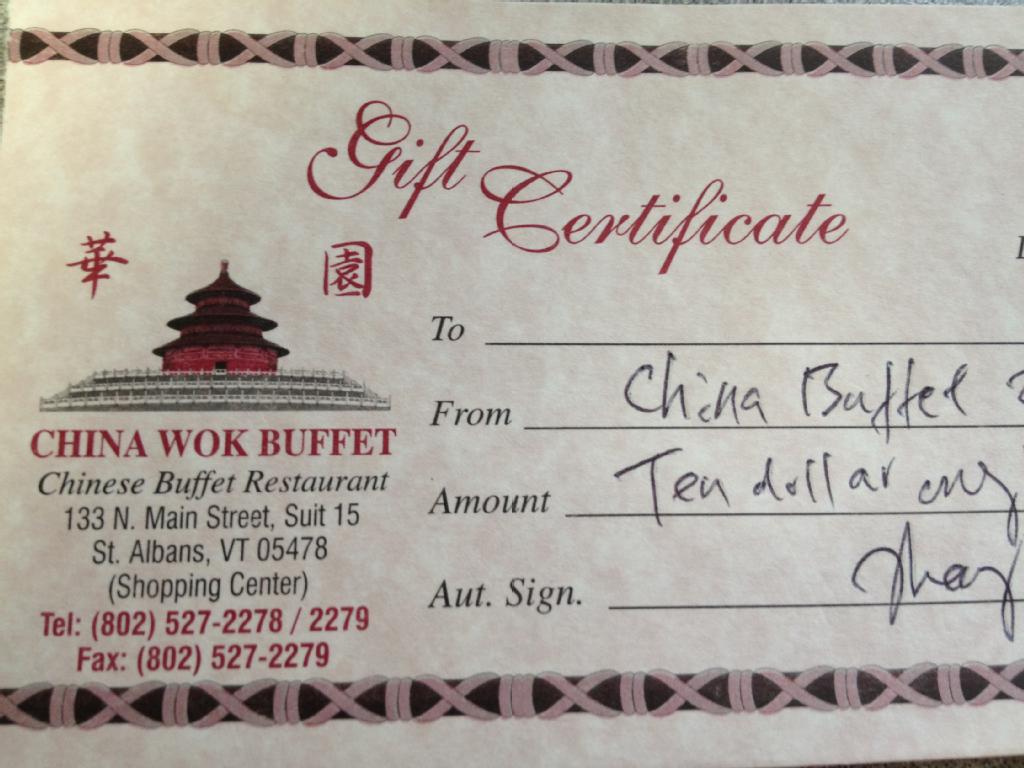 Gift Certificate
華 園
To
From China Buffet
Amount Ten dollar only
Aut. Sign.
CHINA WOK BUFFET
Chinese Buffet Restaurant
133 N. Main Street, Suit 15
St. Albans, VT 05478
(Shopping Center)
Tel: (802) 527-2278 / 2279
Fax: (802) 527-2279